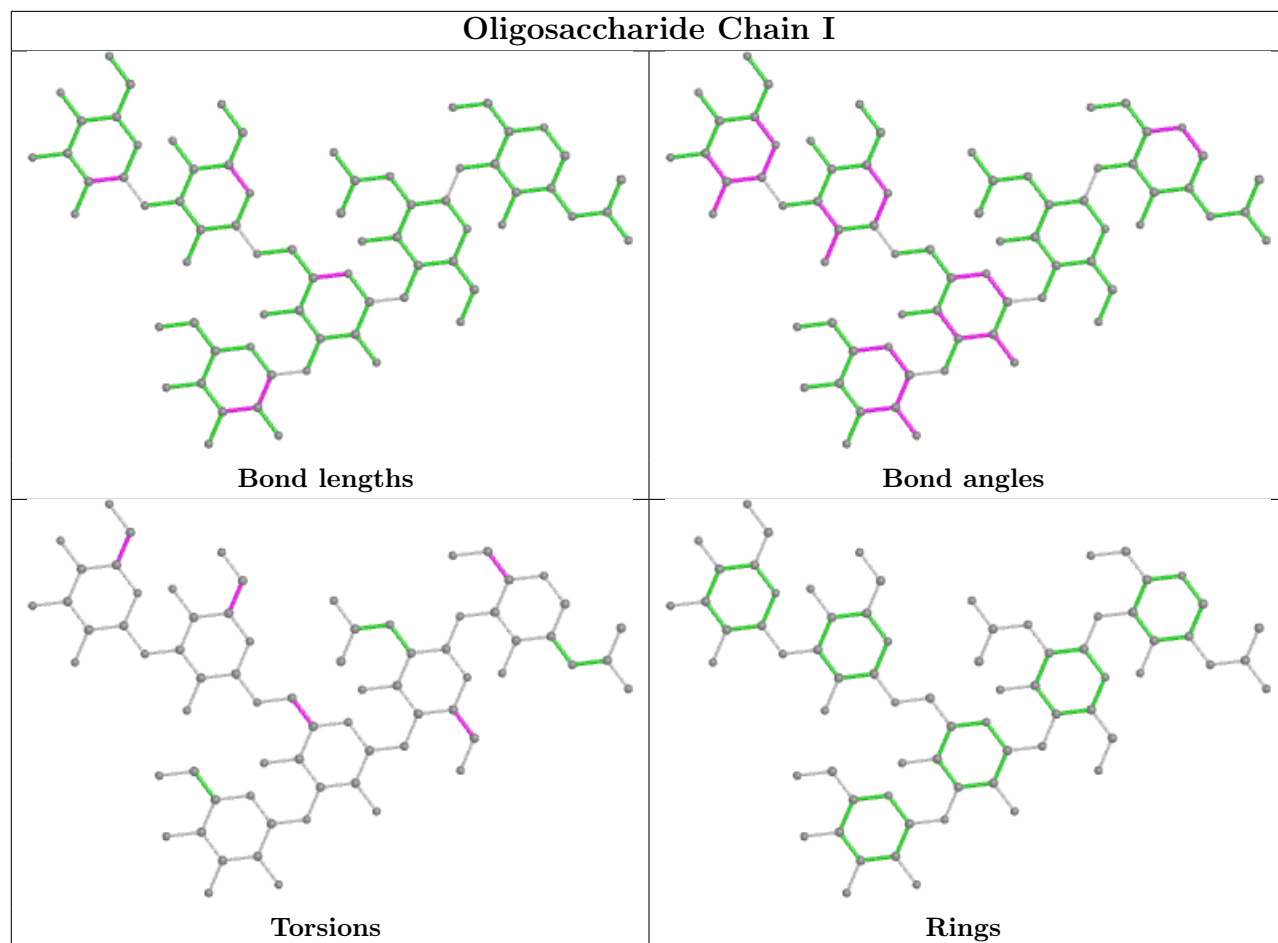 Oligosaccharide Chain I
Bond lengths
Bond angles
Torsions
Rings